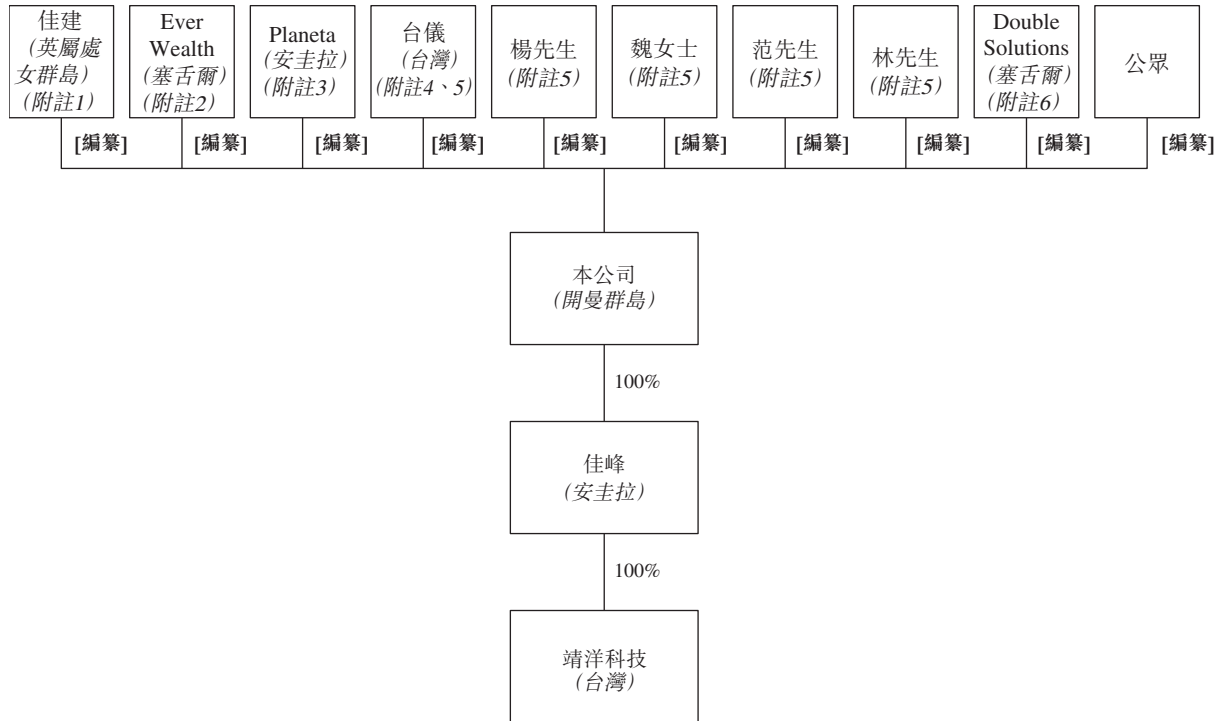 佳建
(英屬處
女群島)
(附註1)
Ever
Wealth
(塞舌爾)
(附註2)
Planeta
(安圭拉)
(附註3)
台儀
(台灣)
(附註4、5)
楊先生
(附註5)
魏女士
(附註5)
范先生
(附註5)
林先生
(附註5)
Double
Solutions
(塞舌爾)
(附註6)
公眾
[編纂]
[編纂]
[編纂]
[編纂]
[編纂]
[編纂]
[編纂]
[編纂]
[編纂]
[編纂]
本公司
(開曼群島)
100%
佳峰
(安圭拉)
100%
靖洋科技
(台灣)